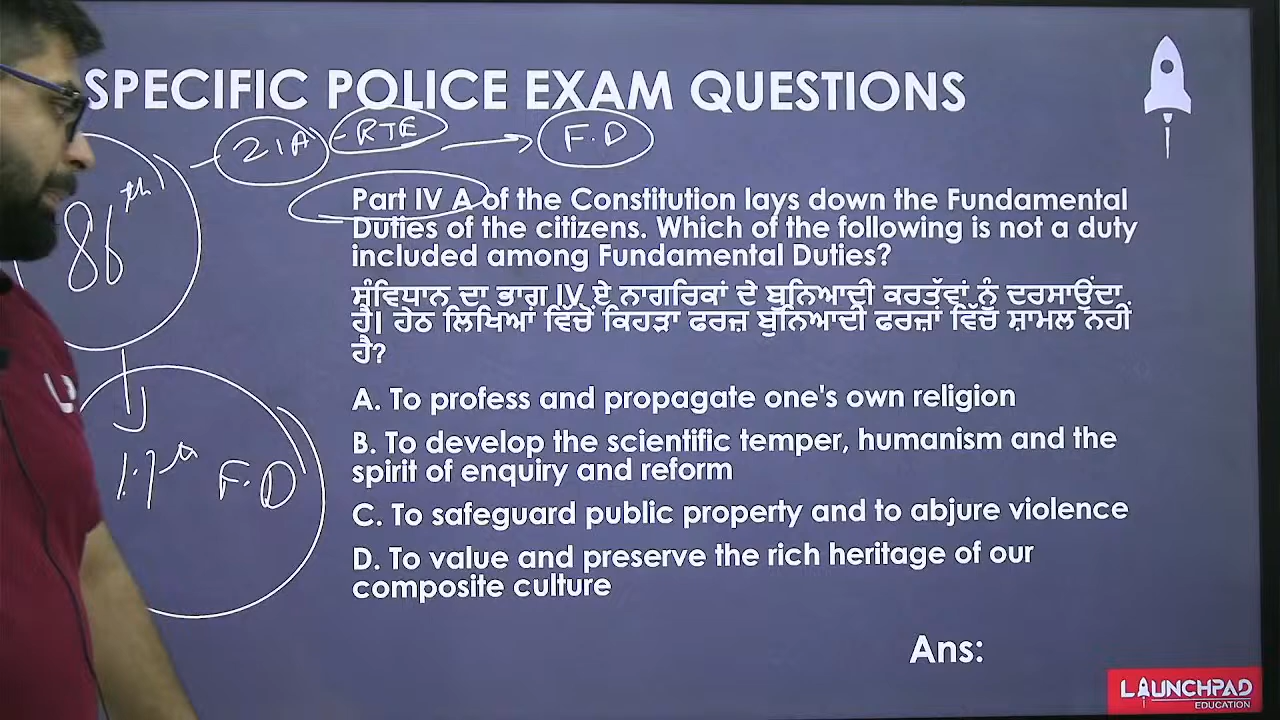 SPECIFIC POLICE EXAM QUESTIONS
86th
21A - RTE → F.D
Part IV A of the Constitution lays down the Fundamental
Duties of the citizens. Which of the following is not a duty
included among Fundamental Duties?
ਸੰਵਿਧਾਨ ਦਾ ਭਾਗ IV ਏ ਨਾਗਰਿਕਾਂ ਦੇ ਬੁਨਿਆਦੀ ਕਰਤੱਵਾਂ ਨੂੰ ਦਰਸਾਉਂਦਾ
ਹੈ। ਹੇਠ ਲਿਖਿਆਂ ਵਿੱਚੋਂ ਕਿਹੜਾ ਫਰਜ਼ ਬੁਨਿਆਦੀ ਫਰਜ਼ਾਂ ਵਿੱਚ ਸ਼ਾਮਲ ਨਹੀਂ
ਹੈ?
A. To profess and propagate one's own religion
B. To develop the scientific temper, humanism and the
spirit of enquiry and reform
F.D
C. To safeguard public property and to abjure violence
D. To value and preserve the rich heritage of our
composite culture
Ans:
LAUNCHPAD
EDUCATION